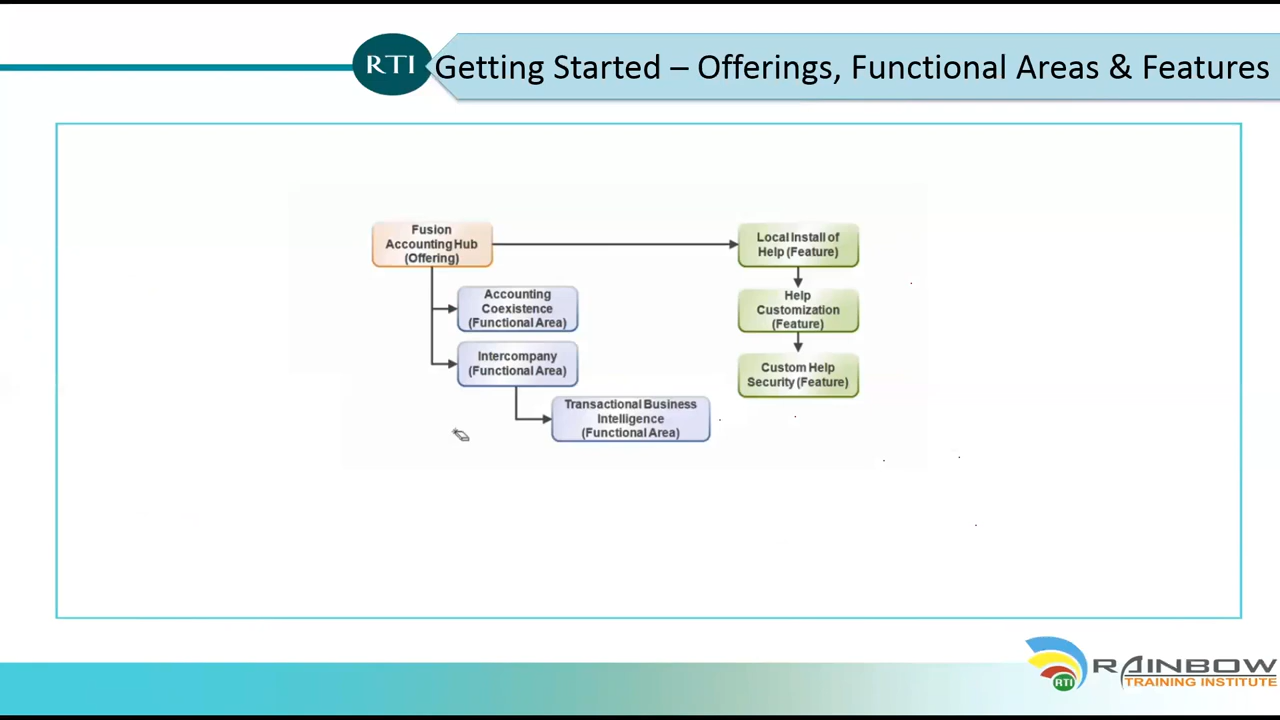 RTI
Getting Started – Offerings, Functional Areas & Features
Fusion
Accounting Hub
(Offering)
Local Install of
Help (Feature)
Accounting
Coexistence
(Functional Area)
Help
Customization
(Feature)
Intercompany
(Functional Area)
Custom Help
Security (Feature)
Transactional Business
Intelligence
(Functional Area)
RTI
RAINBOW
TRAINING INSTITUTE